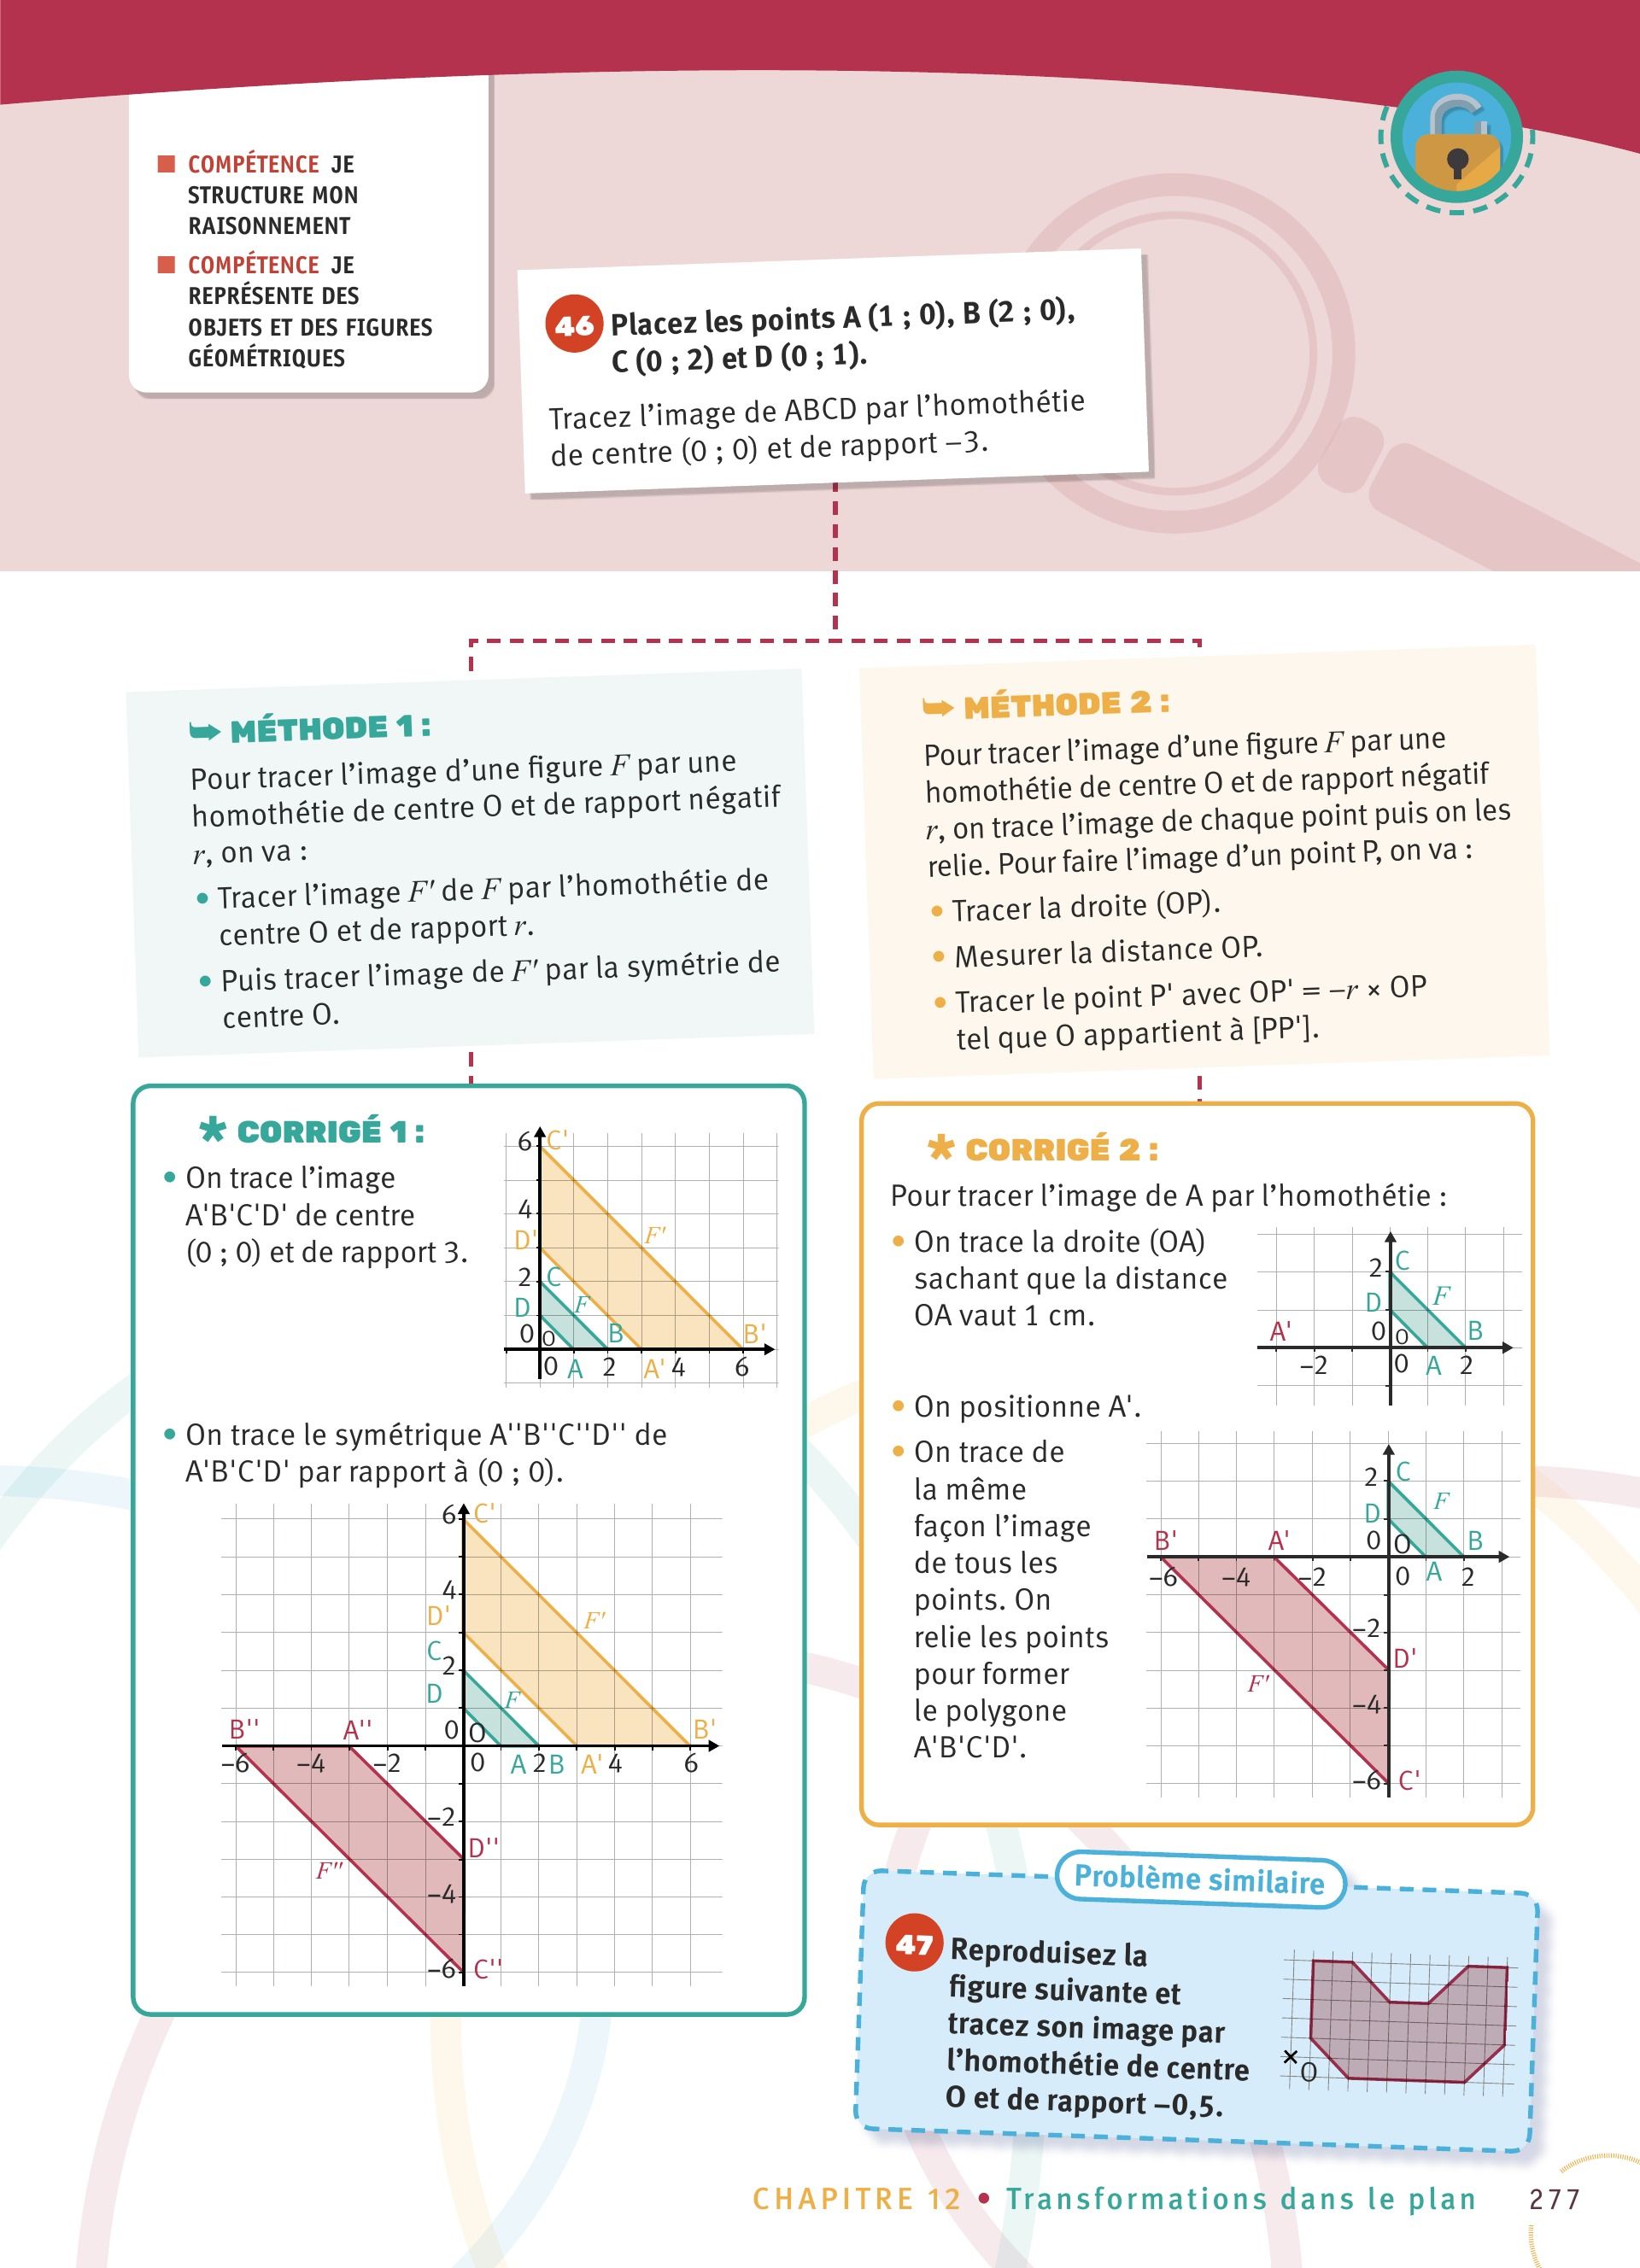 COMPÉTENCE JE
STRUCTURE MON
RAISONNEMENT
COMPÉTENCE JE
REPRÉSENTE DES
OBJETS ET DES FIGURES
GÉOMÉTRIQUES
46 Placez les points A (1 ; 0), B (2 ; 0),
C (0 ; 2) et D (0 ; 1).
Tracez l’image de ABCD par l’homothétie
de centre (0 ; 0) et de rapport –3.
MÉTHODE 1 :
Pour tracer l’image d’une figure F par une
homothétie de centre O et de rapport négatif
r, on va :
• Tracer l’image F′ de F par l’homothétie de
centre O et de rapport r.
• Puis tracer l’image de F′ par la symétrie de
centre O.
MÉTHODE 2 :
Pour tracer l’image d’une figure F par une
homothétie de centre O et de rapport négatif
r, on trace l’image de chaque point puis on les
relie. Pour faire l’image d’un point P, on va :
• Tracer la droite (OP).
• Mesurer la distance OP.
• Tracer le point P' avec OP' = –r × OP
tel que O appartient à [PP'].
* CORRIGÉ 1 :
• On trace l’image
A'B'C'D' de centre
(0 ; 0) et de rapport 3.
6 C'
4
D' F′
2 C
D F
0 O B B'
0 A 2 A' 4 6
• On trace le symétrique A''B''C''D'' de
A'B'C'D' par rapport à (0 ; 0).
6 C'
4
D' F′
C 2
D F
B'' A'' 0 O B'
–6 –4 –2 0 A 2 B A' 4 6
–2
D''
F″
–4
–6 C''
* CORRIGÉ 2 :
Pour tracer l’image de A par l’homothétie :
• On trace la droite (OA)
sachant que la distance
OA vaut 1 cm.
2 C
D F
A' 0 O B
–2 0 A 2
• On positionne A'.
• On trace de
la même
façon l’image
de tous les
points. On
relie les points
pour former
le polygone
A'B'C'D'.
2 C
D F
B' A' 0 O B
–6 –4 –2 0 A 2
–2
D'
F′
–4
–6 C'
Problème similaire
47 Reproduisez la
figure suivante et
tracez son image par
l’homothétie de centre
O et de rapport –0,5.
O
CHAPITRE 12 • Transformations dans le plan 277